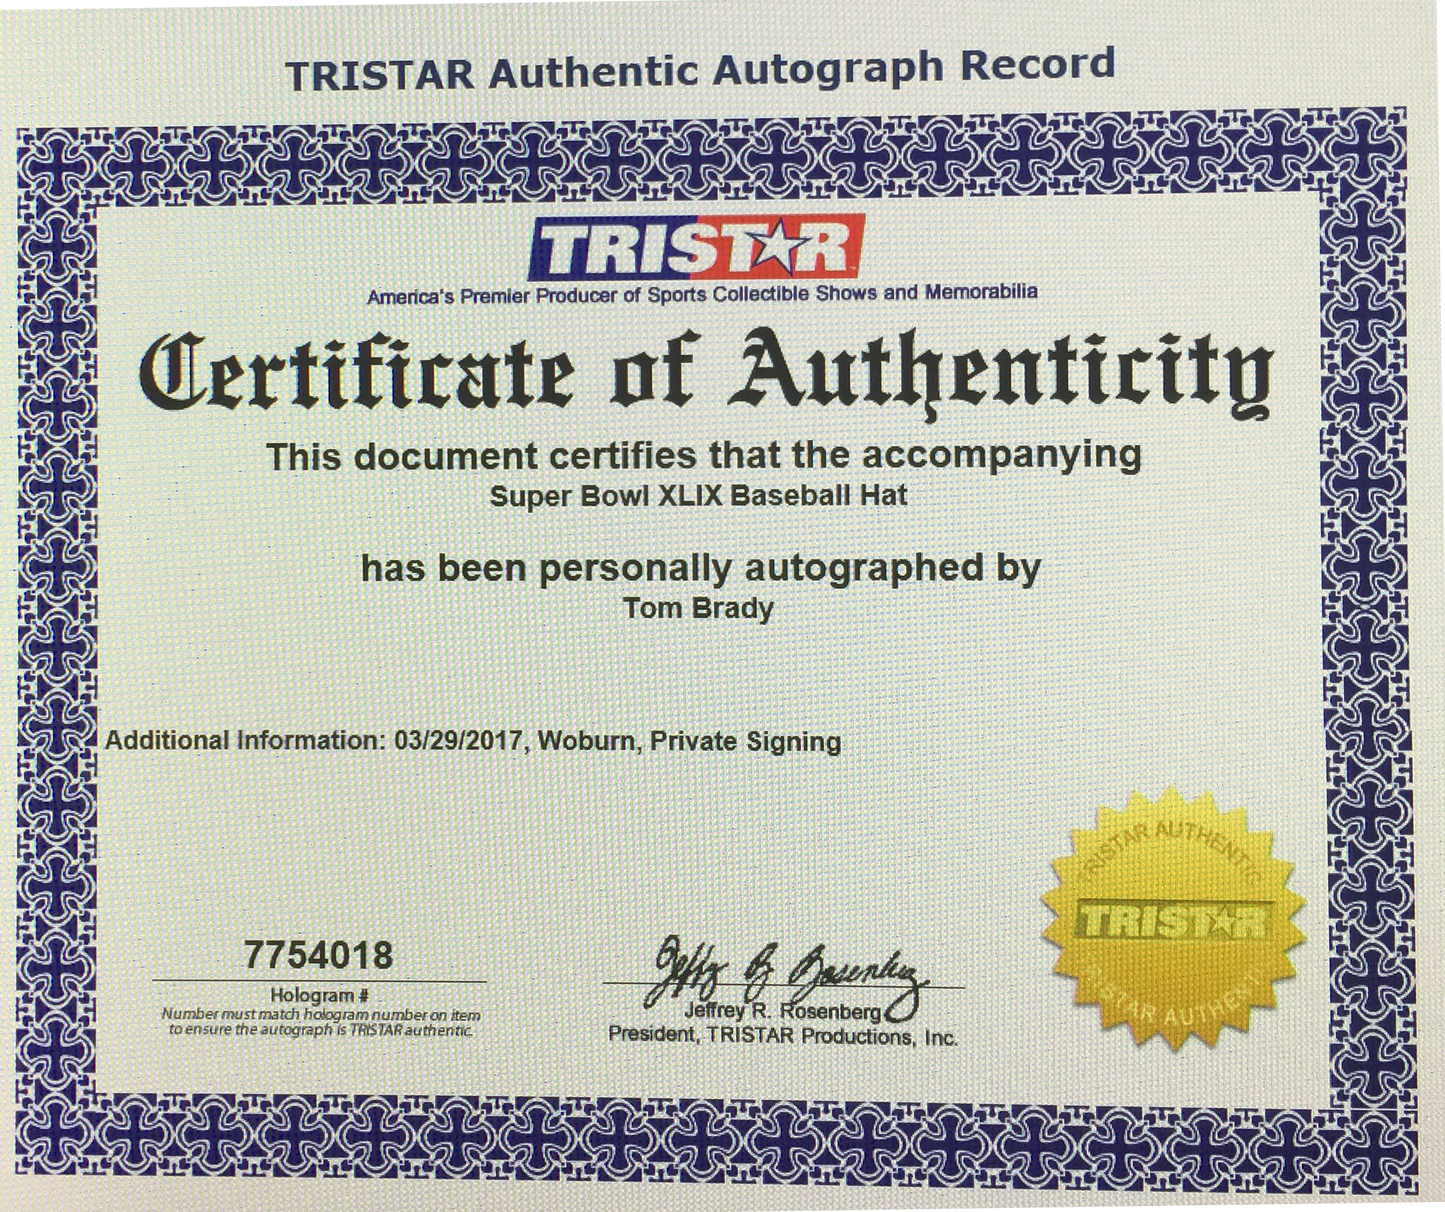 TRISTAR Authentic Autograph Record
TRISTAR
America's Premier Producer of Sports Collectible Shows and Memorabilia
Certificate of Authenticity
This document certifies that the accompanying
Super Bowl XLIX Baseball Hat
has been personally autographed by
Tom Brady
Additional Information: 03/29/2017, Woburn, Private Signing
TRISTAR AUTHENTIC
TRISTAR
TRISTAR AUTHENTIC
7754018
Hologram #
Number must match hologram number on item
to ensure the autograph is TRISTAR authentic.
Jeffrey R. Rosenberg
Jeffrey R. Rosenberg
President, TRISTAR Productions, Inc.